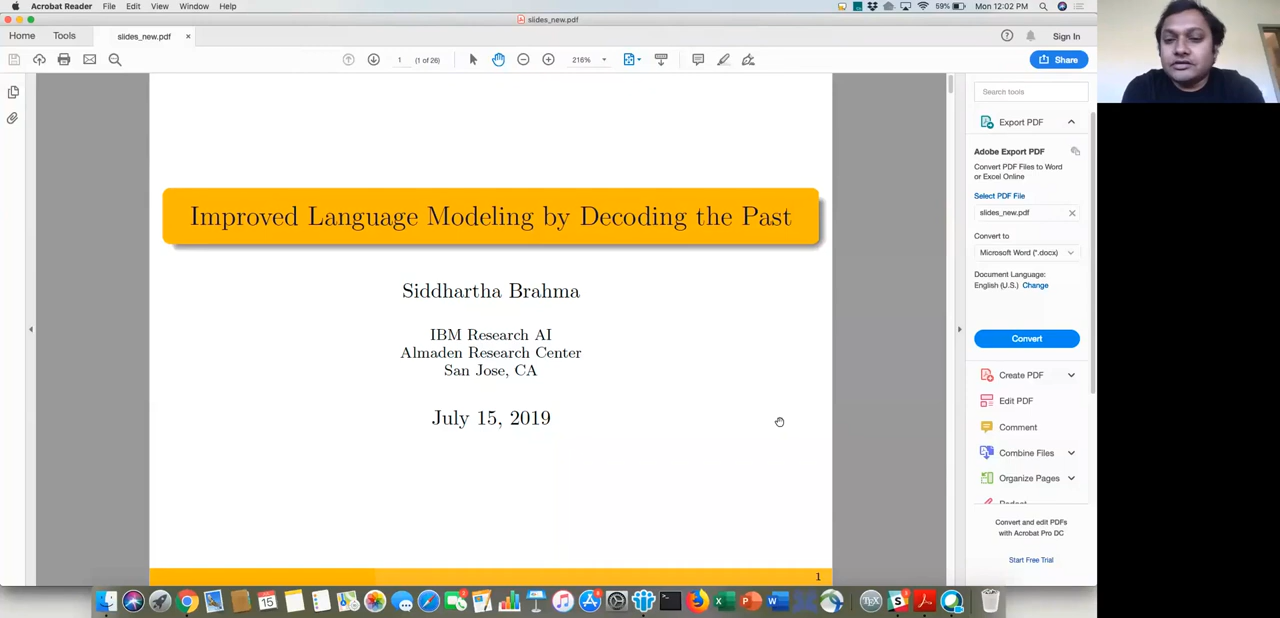 Acrobat Reader File Edit View Window Help
59% Mon 12:02 PM
slides_new.pdf
Home Tools slides_new.pdf × Sign In
1 (1 of 26) 216% Share
Search tools
Export PDF
Adobe Export PDF
Convert PDF Files to Word
or Excel Online
Select PDF File
slides_new.pdf
Convert to
Microsoft Word (*.docx)
Document Language:
English (U.S.) Change
Convert
Create PDF
Edit PDF
Comment
Combine Files
Organize Pages
Redact
Convert and edit PDFs
with Acrobat Pro DC
Start Free Trial
Improved Language Modeling by Decoding the Past
Siddhartha Brahma
IBM Research AI
Almaden Research Center
San Jose, CA
July 15, 2019
1
15
TEX